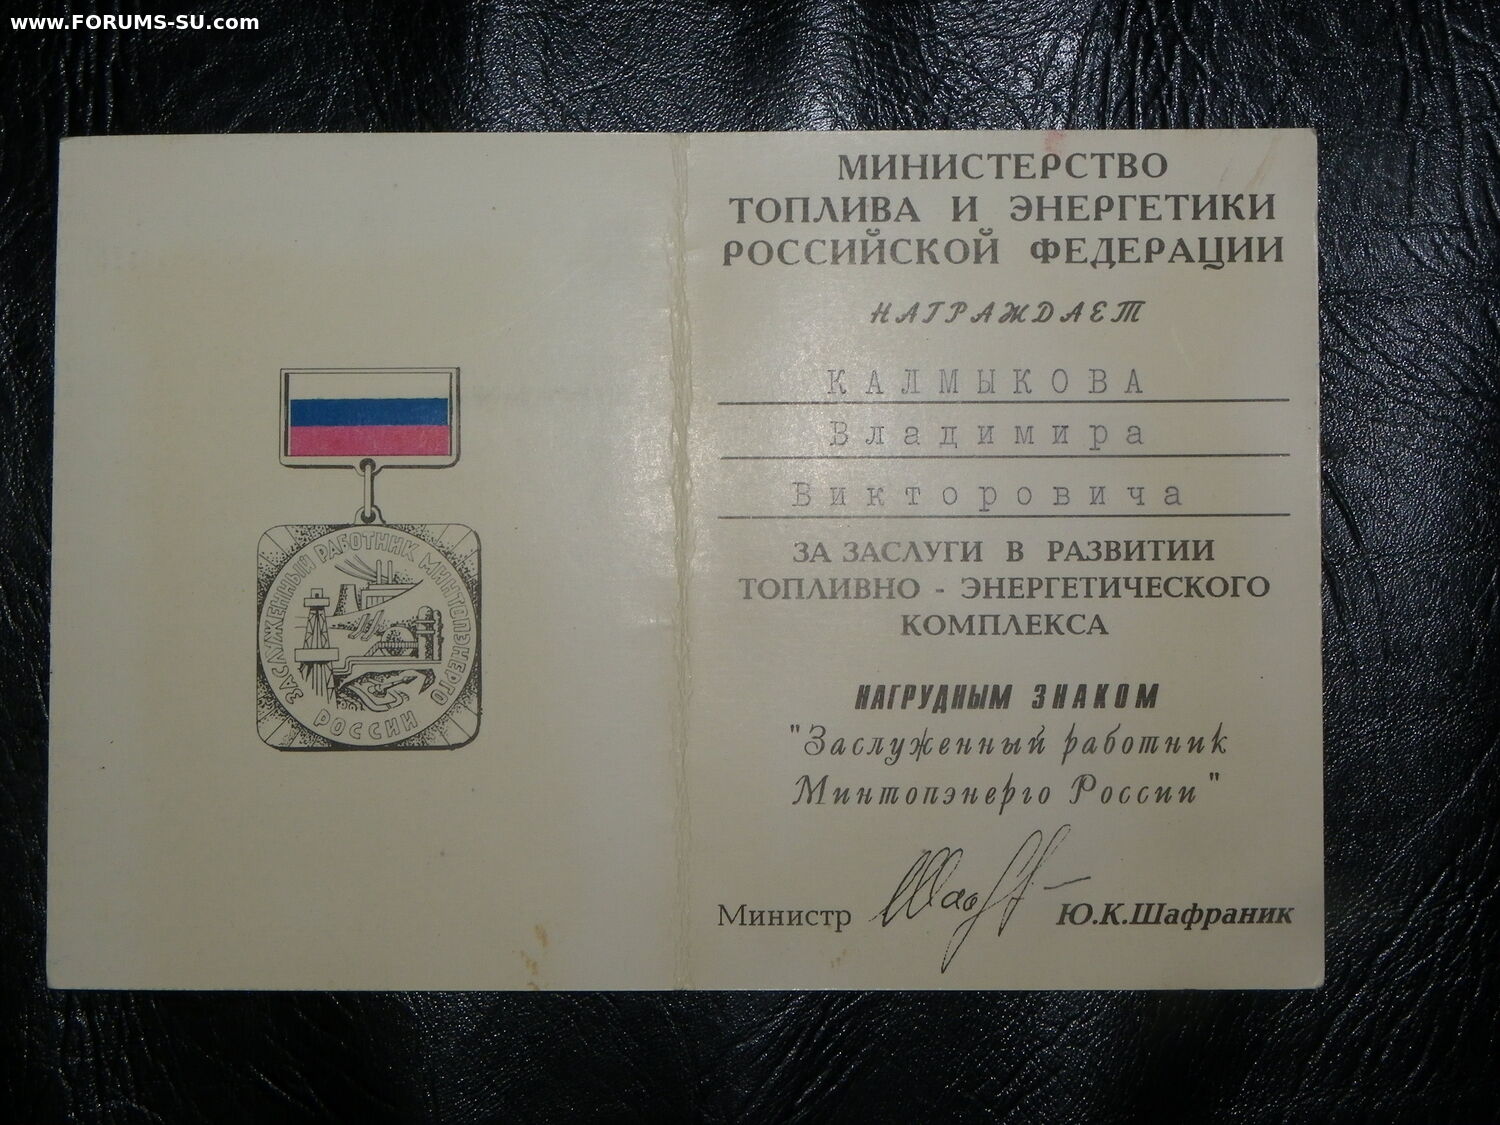 www.FORUMS-SU.com
ЗАСЛУЖЕННЫЙ РАБОТНИК МИНТОПЭНЕРГО
РОССИИ
МИНИСТЕРСТВО
ТОПЛИВА И ЭНЕРГЕТИКИ
РОССИЙСКОЙ ФЕДЕРАЦИИ
НАГРАЖДАЕТ
КАЛМЫКОВА
Владимира
Викторовича
ЗА ЗАСЛУГИ В РАЗВИТИИ
ТОПЛИВНО - ЭНЕРГЕТИЧЕСКОГО
КОМПЛЕКСА
НАГРУДНЫМ ЗНАКОМ
"Заслуженный работник
Минтопэнерго России"
Министр Ю.К.Шафраник